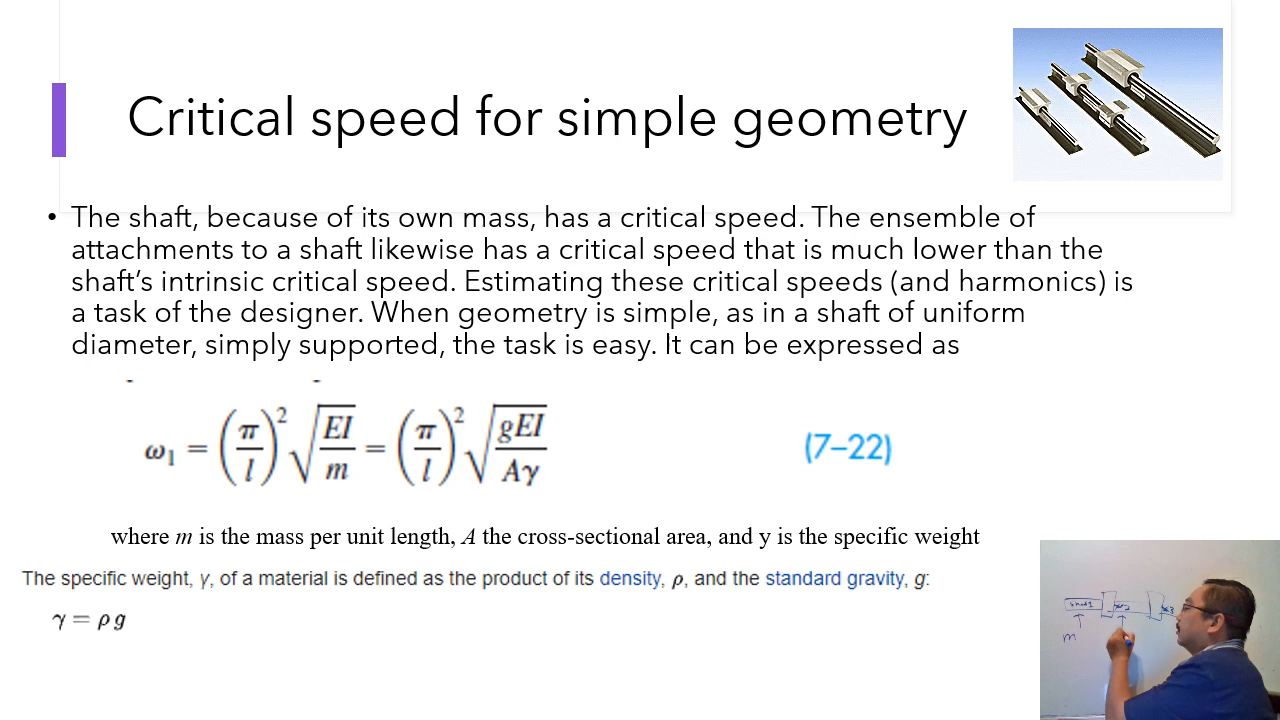 Critical speed for simple geometry
• The shaft, because of its own mass, has a critical speed. The ensemble of
attachments to a shaft likewise has a critical speed that is much lower than the
shaft’s intrinsic critical speed. Estimating these critical speeds (and harmonics) is
a task of the designer. When geometry is simple, as in a shaft of uniform
diameter, simply supported, the task is easy. It can be expressed as
ω₁ = (π/l)² √(EI/m) = (π/l)² √(gEI/Aγ) (7–22)
where m is the mass per unit length, A the cross-sectional area, and y is the specific weight
The specific weight, γ, of a material is defined as the product of its density, ρ, and the standard gravity, g:
γ = ρ g
shaft1
m